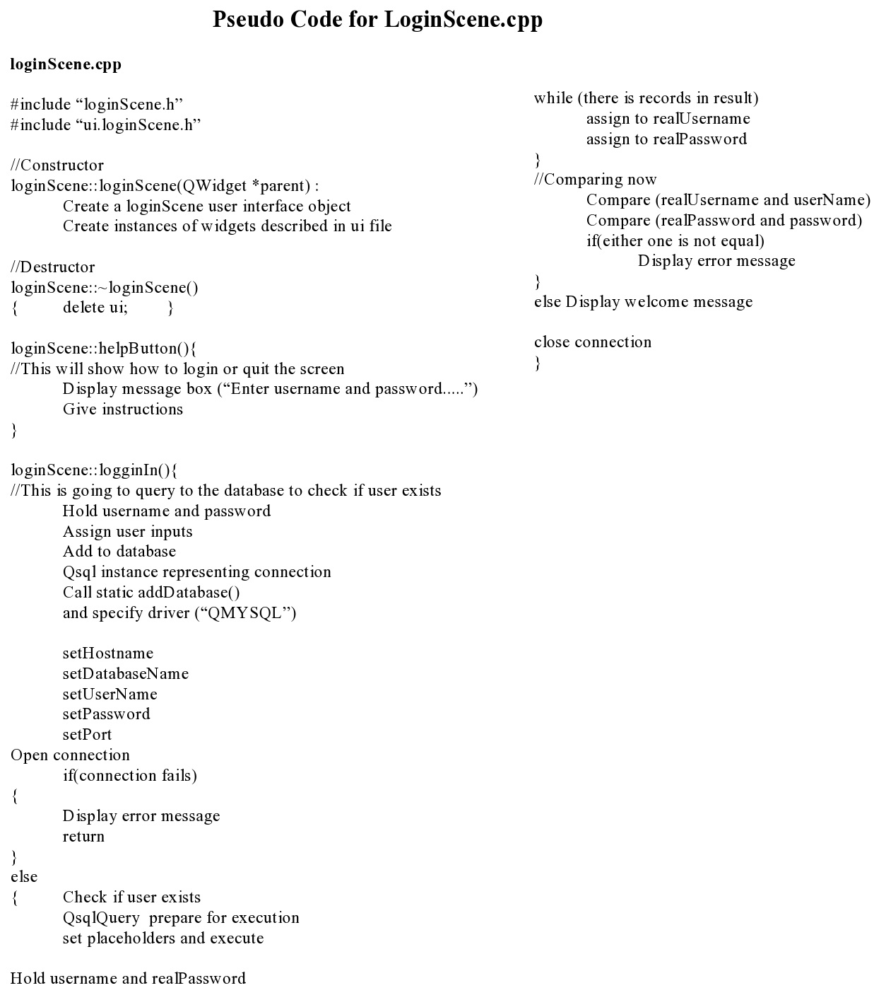 Pseudo Code for LoginScene.cpp
loginScene.cpp
#include “loginScene.h”
#include “ui.loginScene.h”
//Constructor
loginScene::loginScene(QWidget *parent) :
Create a loginScene user interface object
Create instances of widgets described in ui file
//Destructor
loginScene::~loginScene()
{ delete ui; }
loginScene::helpButton(){
//This will show how to login or quit the screen
Display message box (“Enter username and password.....”)
Give instructions
}
loginScene::logginIn(){
//This is going to query to the database to check if user exists
Hold username and password
Assign user inputs
Add to database
Qsql instance representing connection
Call static addDatabase()
and specify driver (“QMYSQL”)
setHostname
setDatabaseName
setUserName
setPassword
setPort
Open connection
if(connection fails)
{
Display error message
return
}
else
{ Check if user exists
QsqlQuery  prepare for execution
set placeholders and execute
Hold username and realPassword
while (there is records in result)
assign to realUsername
assign to realPassword
}
//Comparing now
Compare (realUsername and userName)
Compare (realPassword and password)
if(either one is not equal)
Display error message
}
else Display welcome message
close connection
}